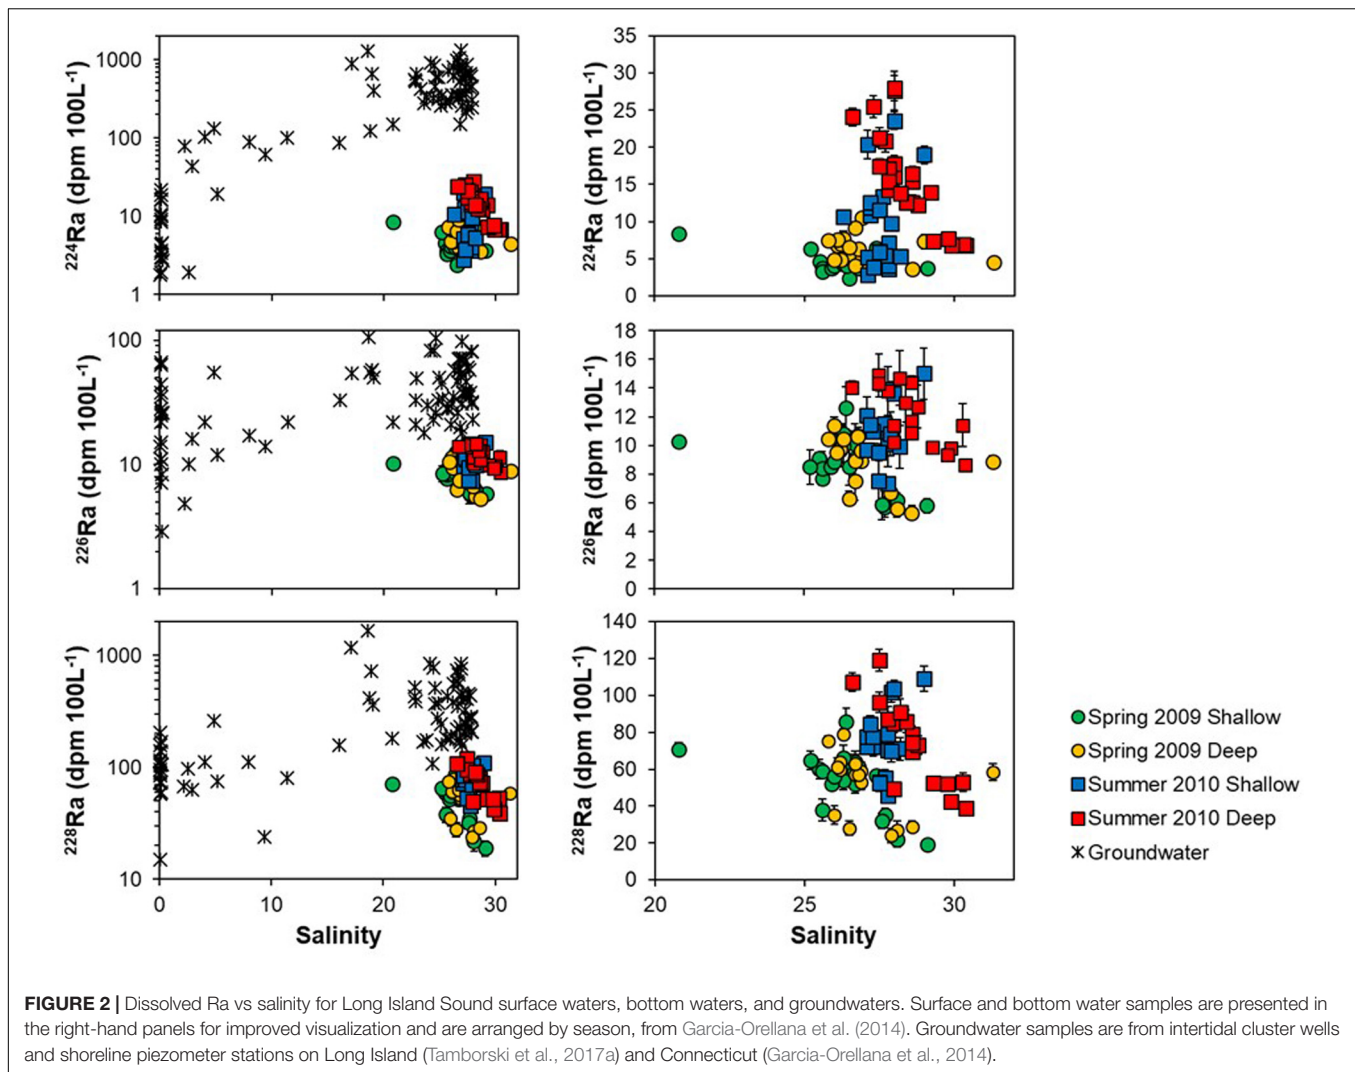 1000
100
10
1
²²⁴Ra (dpm 100L⁻¹)
35
30
25
20
15
10
5
0
²²⁴Ra (dpm 100L⁻¹)
100
10
1
²²⁶Ra (dpm 100L⁻¹)
18
16
14
12
10
8
6
4
2
0
²²⁶Ra (dpm 100L⁻¹)
1000
100
10
²²⁸Ra (dpm 100L⁻¹)
0 10 20 30
Salinity
140
120
100
80
60
40
20
0
²²⁸Ra (dpm 100L⁻¹)
20 25 30
Salinity
Spring 2009 Shallow
Spring 2009 Deep
Summer 2010 Shallow
Summer 2010 Deep
Groundwater
FIGURE 2 | Dissolved Ra vs salinity for Long Island Sound surface waters, bottom waters, and groundwaters. Surface and bottom water samples are presented in
the right-hand panels for improved visualization and are arranged by season, from Garcia-Orellana et al. (2014). Groundwater samples are from intertidal cluster wells
and shoreline piezometer stations on Long Island (Tamborski et al., 2017a) and Connecticut (Garcia-Orellana et al., 2014).